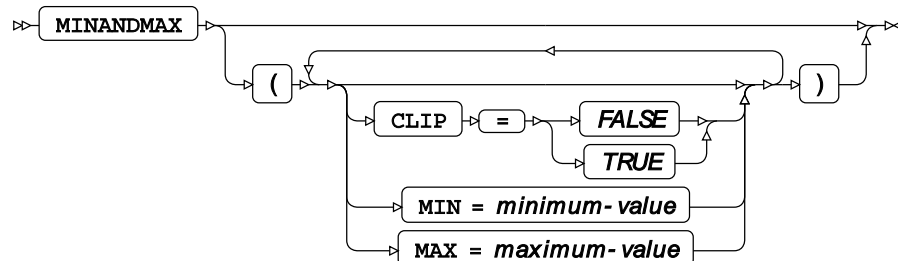 MINANDMAX
( )
CLIP = FALSE
TRUE
MIN = minimum-value
MAX = maximum-value